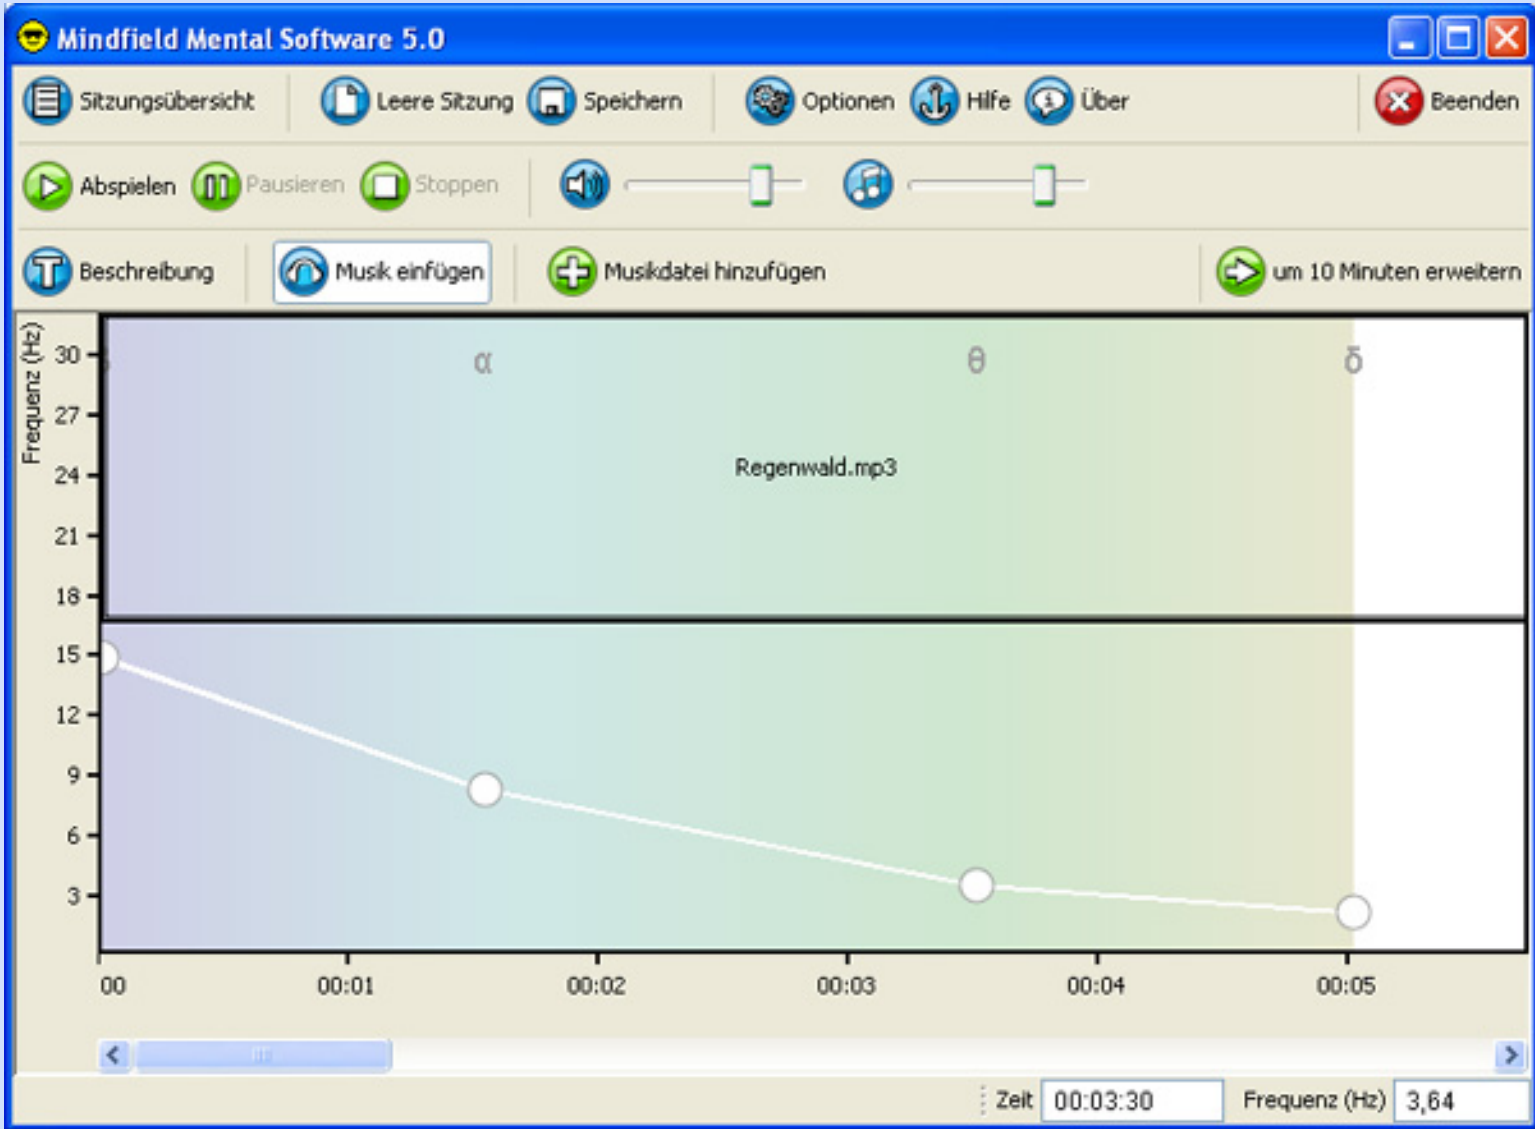 Mindfield Mental Software 5.0
Sitzungsübersicht Leere Sitzung Speichern Optionen Hilfe Über Beenden
Abspielen Pausieren Stoppen
Beschreibung Musik einfügen Musikdatei hinzufügen um 10 Minuten erweitern
Frequenz (Hz)
30
α θ δ
27
Regenwald.mp3
24
21
18
15
12
9
6
3
00 00:01 00:02 00:03 00:04 00:05
Zeit 00:03:30 Frequenz (Hz) 3,64